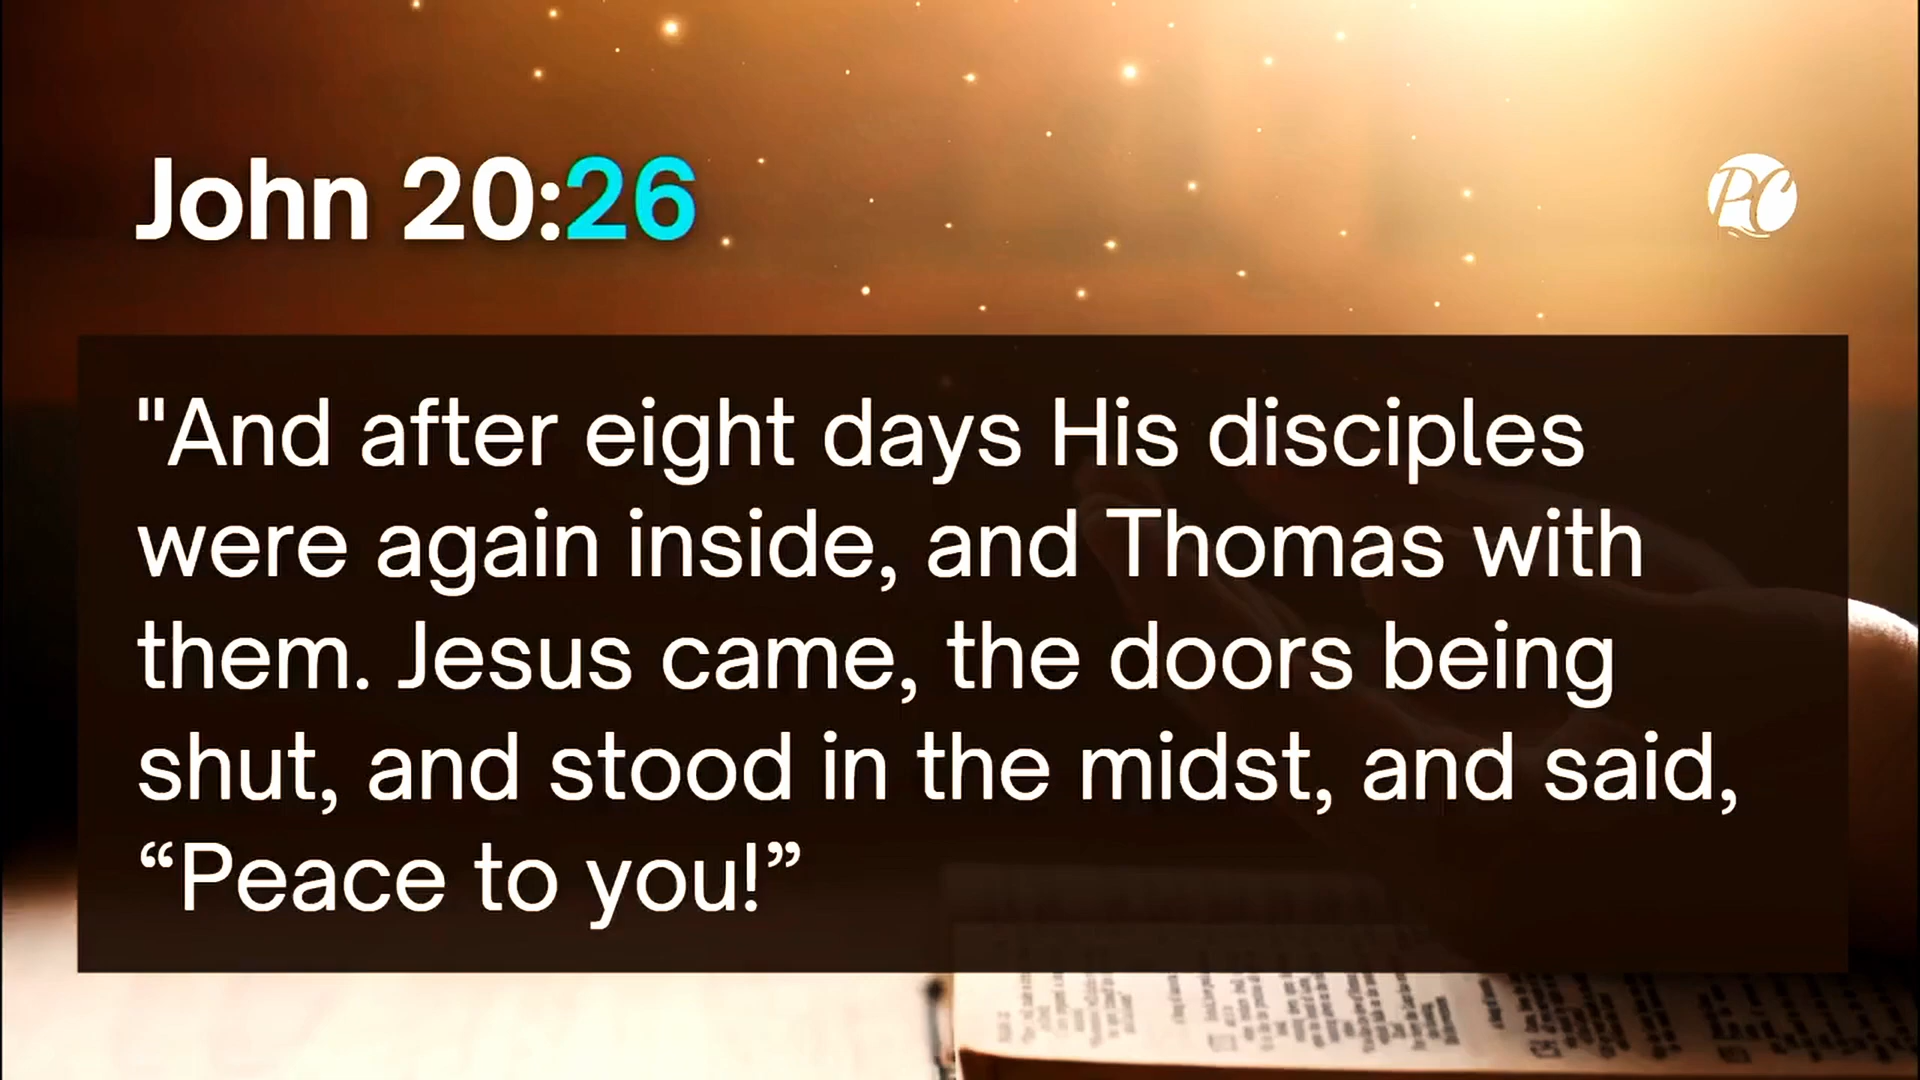 John 20:26
PC
"And after eight days His disciples
were again inside, and Thomas with
them. Jesus came, the doors being
shut, and stood in the midst, and said,
“Peace to you!”